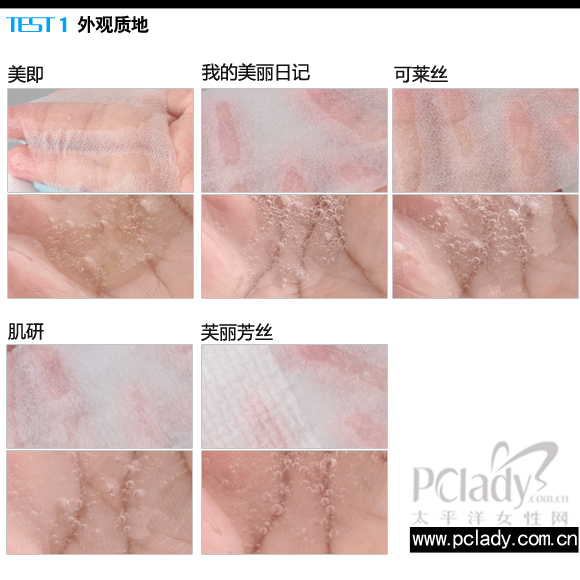 TEST 1 外观质地
美即
我的美丽日记
可莱丝
肌研
芙丽芳丝
PClady.com.cn
太平洋女性网
www.pclady.com.cn